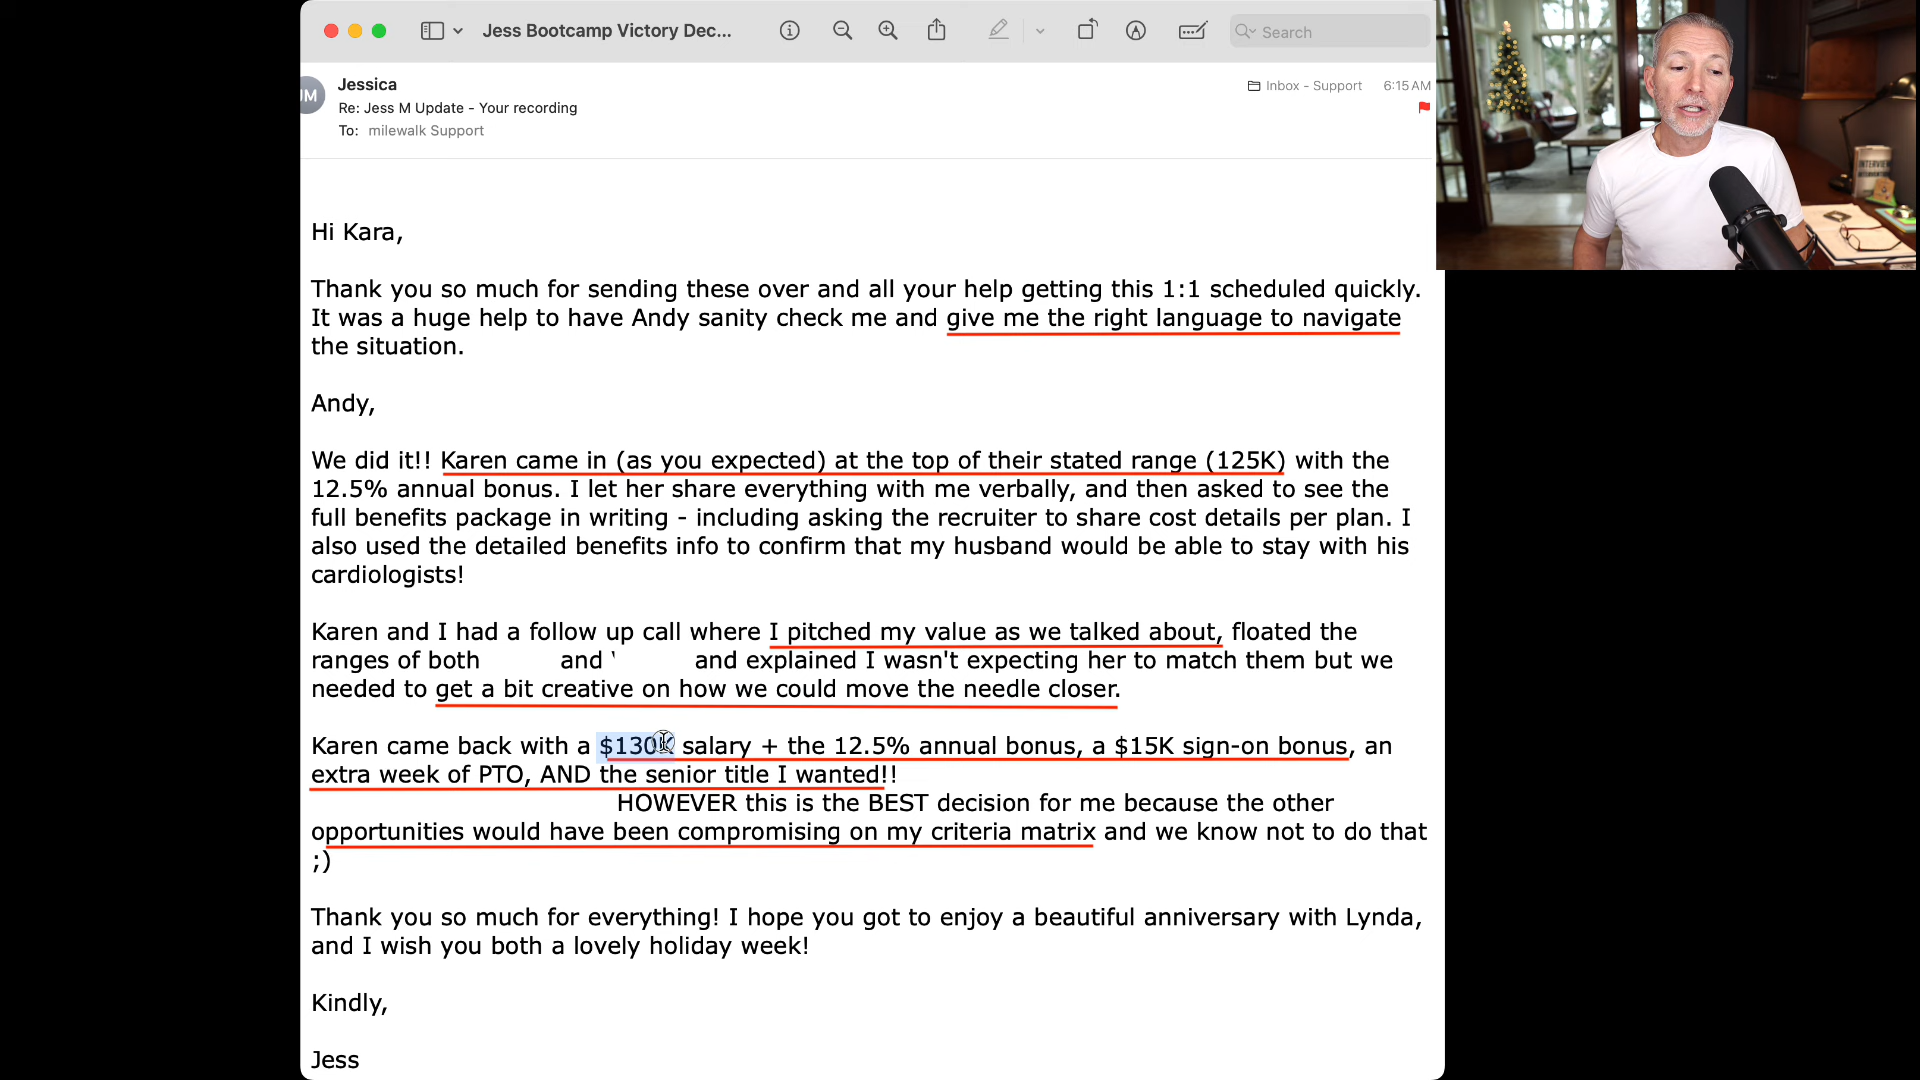 Jess Bootcamp Victory Dec...
Search
JM
Jessica
Inbox - Support
6:15 AM
Re: Jess M Update - Your recording
To: milewalk Support
Hi Kara,
Thank you so much for sending these over and all your help getting this 1:1 scheduled quickly.
It was a huge help to have Andy sanity check me and give me the right language to navigate
the situation.
Andy,
We did it!! Karen came in (as you expected) at the top of their stated range (125K) with the
12.5% annual bonus. I let her share everything with me verbally, and then asked to see the
full benefits package in writing - including asking the recruiter to share cost details per plan. I
also used the detailed benefits info to confirm that my husband would be able to stay with his
cardiologists!
Karen and I had a follow up call where I pitched my value as we talked about, floated the
ranges of both and ' and explained I wasn't expecting her to match them but we
needed to get a bit creative on how we could move the needle closer.
Karen came back with a $130K salary + the 12.5% annual bonus, a $15K sign-on bonus, an
extra week of PTO, AND the senior title I wanted!!
HOWEVER this is the BEST decision for me because the other
opportunities would have been compromising on my criteria matrix and we know not to do that
;)
Thank you so much for everything! I hope you got to enjoy a beautiful anniversary with Lynda,
and I wish you both a lovely holiday week!
Kindly,
Jess
INTERVIEW